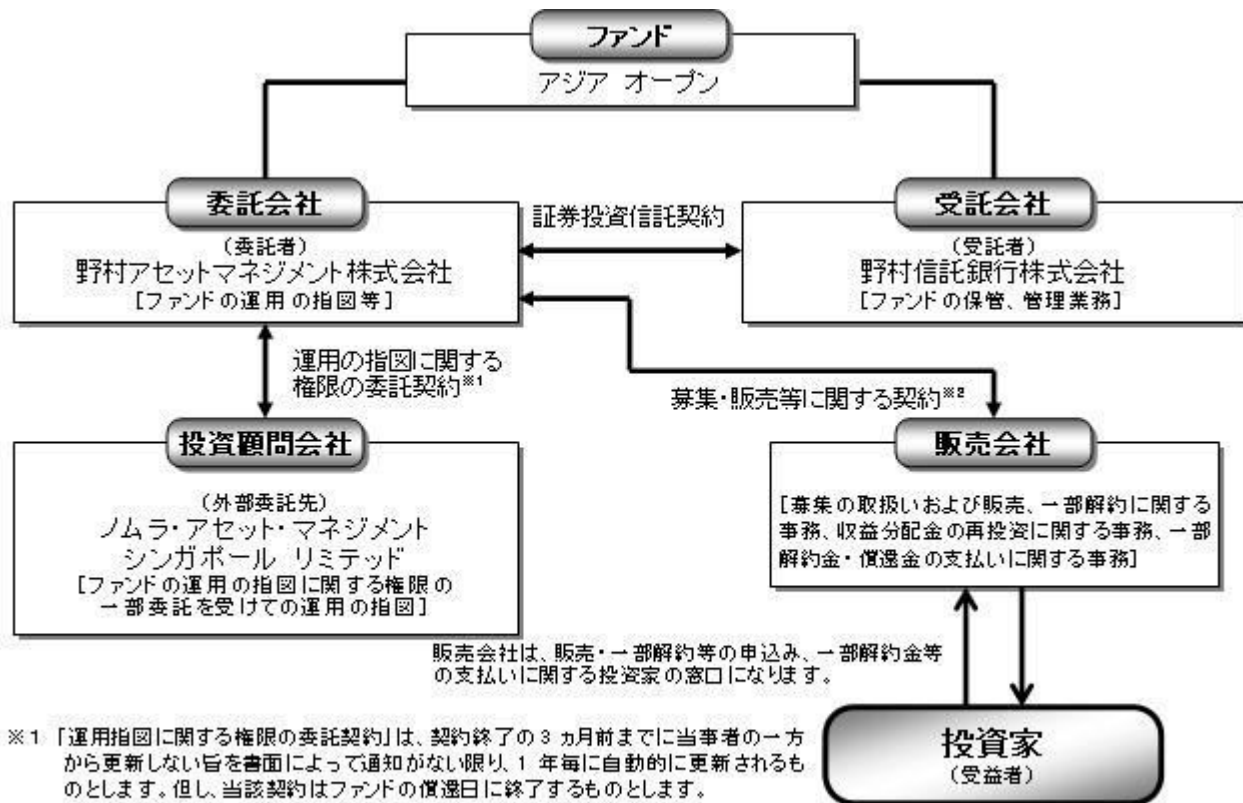 ファンド
アジア オープン
委託会社
(委託者)
野村アセットマネジメント株式会社
[ファンドの運用の指図等]
証券投資信託契約
受託会社
(受託者)
野村信託銀行株式会社
[ファンドの保管、管理業務]
運用の指図に関する
権限の委託契約※1
募集・販売等に関する契約※2
投資顧問会社
(外部委託先)
ノムラ・アセット・マネジメント
シンガポール リミテッド
[ファンドの運用の指図に関する権限の
一部委託を受けての運用の指図]
販売会社
[募集の取扱いおよび販売、一部解約に関する
事務、収益分配金の再投資に関する事務、一部
解約金・償還金の支払いに関する事務]
販売会社は、販売・一部解約等の申込み、一部解約金等
の支払いに関する投資家の窓口になります。
投資家
(受益者)
※1 「運用指図に関する権限の委託契約」は、契約終了の3ヵ月前までに当事者の一方
から更新しない旨を書面によって通知がない限り、1年毎に自動的に更新されるも
のとします。但し、当該契約はファンドの償還日に終了するものとします。